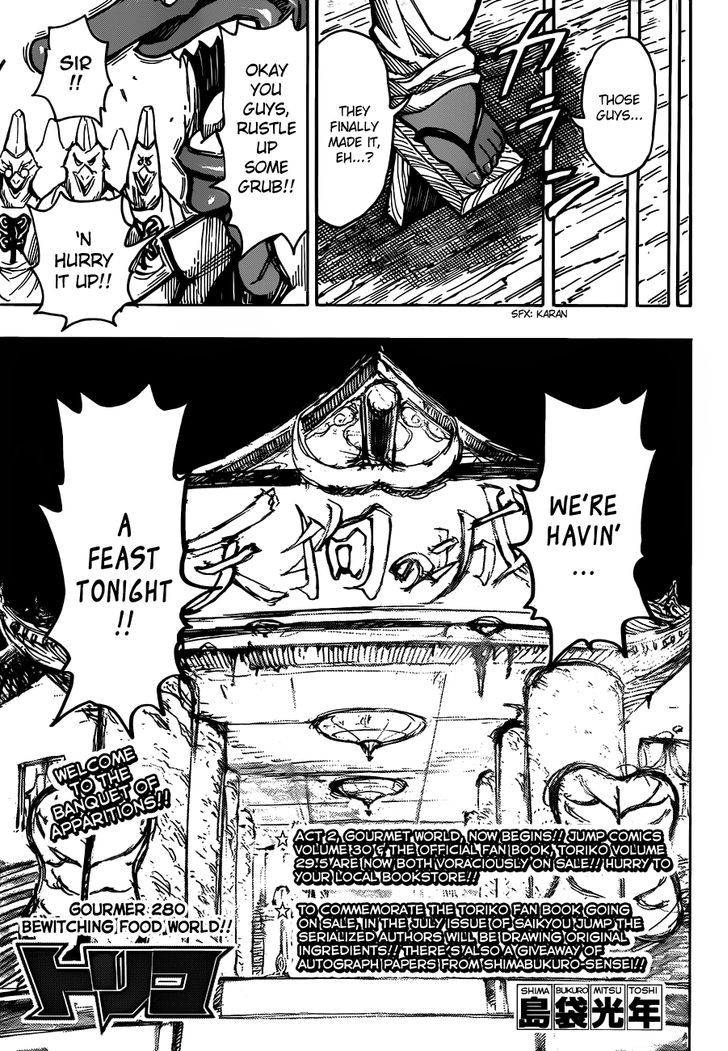 THOSE
GUYS...
カラン
THEY
FINALLY
MADE IT,
EH...?
SFX: KARAN
OKAY
YOU
GUYS,
RUSTLE
UP
SOME
GRUB!!
SIR
!!
'N
HURRY
IT UP!!
WE'RE
HAVIN'
...
天狗の城
A
FEAST
TONIGHT
!!
WELCOME
TO THE
BANQUET OF
APPARITIONS!!
☆ ACT 2, GOURMET WORLD, NOW BEGINS!! JUMP COMICS
VOLUME 30 & THE OFFICIAL FAN BOOK, TORIKO VOLUME
29.5 ARE NOW BOTH VORACIOUSLY ON SALE!! HURRY TO
YOUR LOCAL BOOKSTORE!!
☆ TO COMMEMORATE THE TORIKO FAN BOOK GOING
ON SALE, IN THE JULY ISSUE OF SAIKYOU JUMP THE
SERIALIZED AUTHORS WILL BE DRAWING ORIGINAL
INGREDIENTS!! THERE'S ALSO A GIVEAWAY OF
AUTOGRAPH PAPERS FROM SHIMABUKURO-SENSEI!!
GOURMER 280
BEWITCHING FOOD WORLD!!
トリコ
SHIMA BUKURO MITSU TOSHI
島袋光年